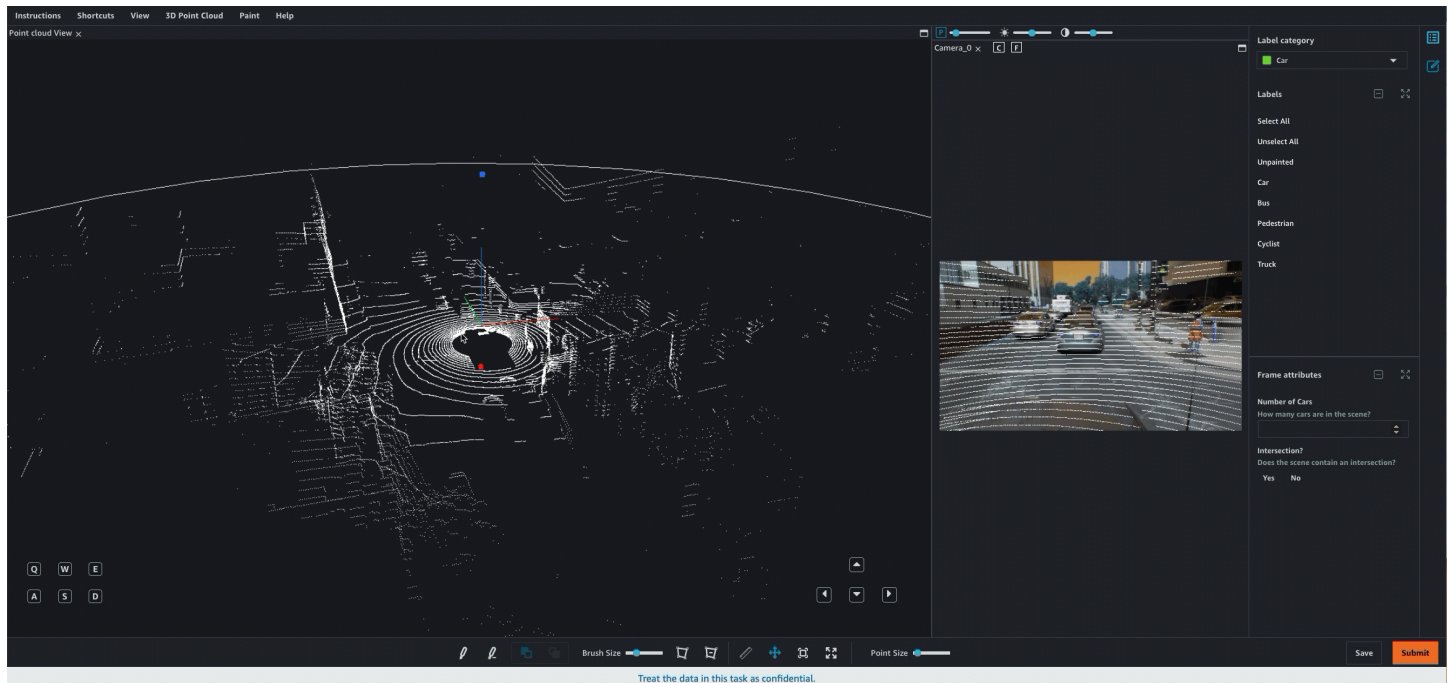 Instructions Shortcuts View 3D Point Cloud Paint Help
Point cloud View x
P
Camera_0 x C F
Label category
Car
Labels
Select All
Unselect All
Unpainted
Car
Bus
Pedestrian
Cyclist
Truck
Frame attributes
Number of Cars
How many cars are in the scene?
Intersection?
Does the scene contain an intersection?
Yes No
Q W E
A S D
Brush Size
Point Size
Save
Submit
Treat the data in this task as confidential.